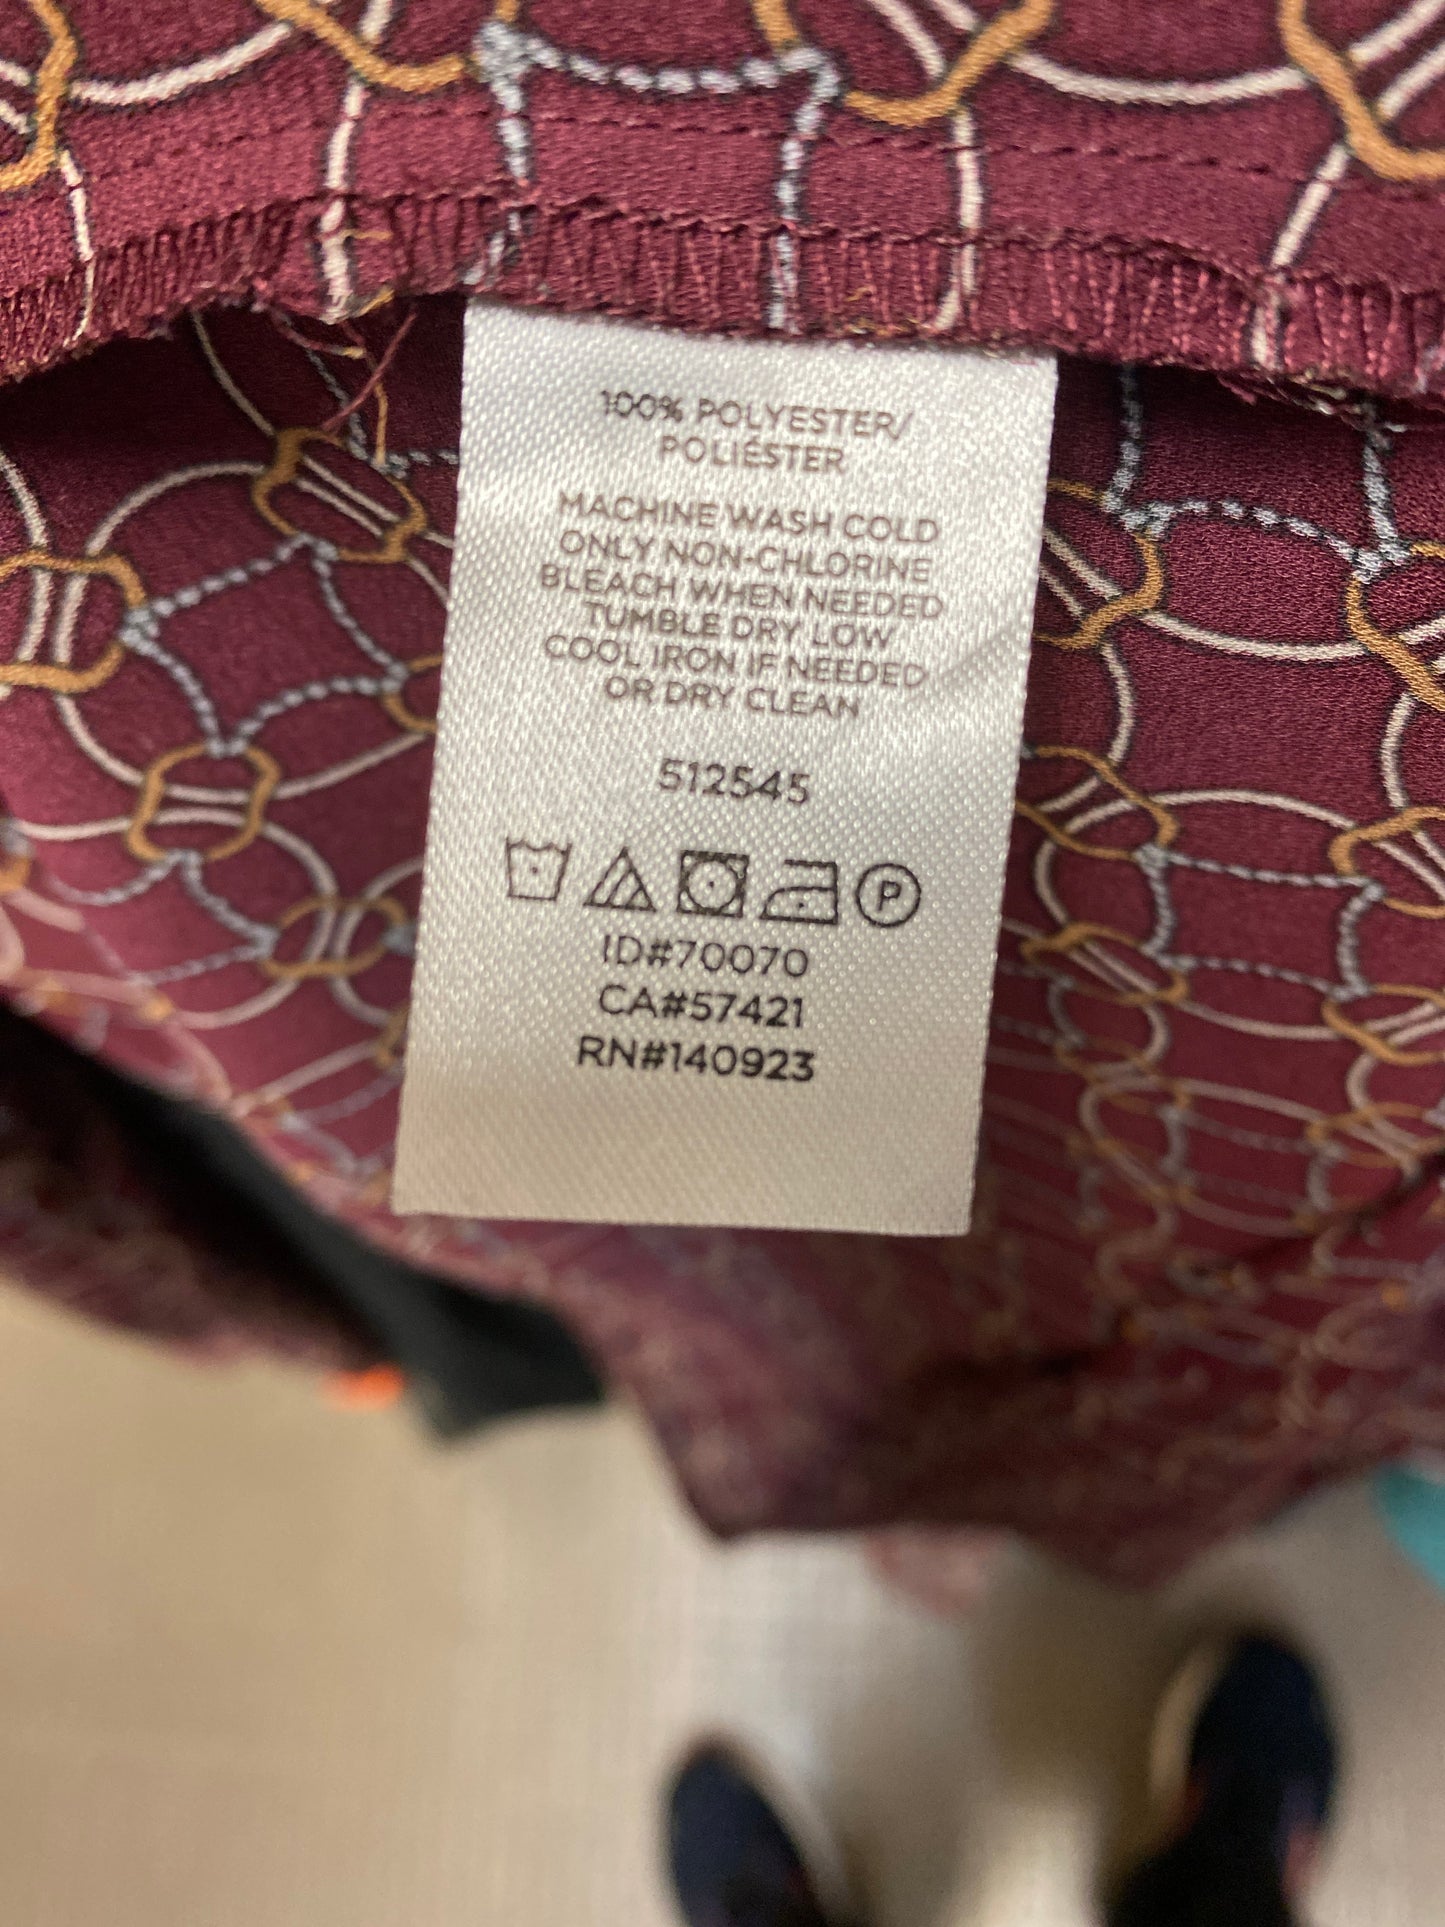 100% POLYESTER/
POLIÉSTER
MACHINE WASH COLD
ONLY NON-CHLORINE
BLEACH WHEN NEEDED
TUMBLE DRY LOW
COOL IRON IF NEEDED
OR DRY CLEAN
512545
P
ID#70070
CA#57421
RN#140923